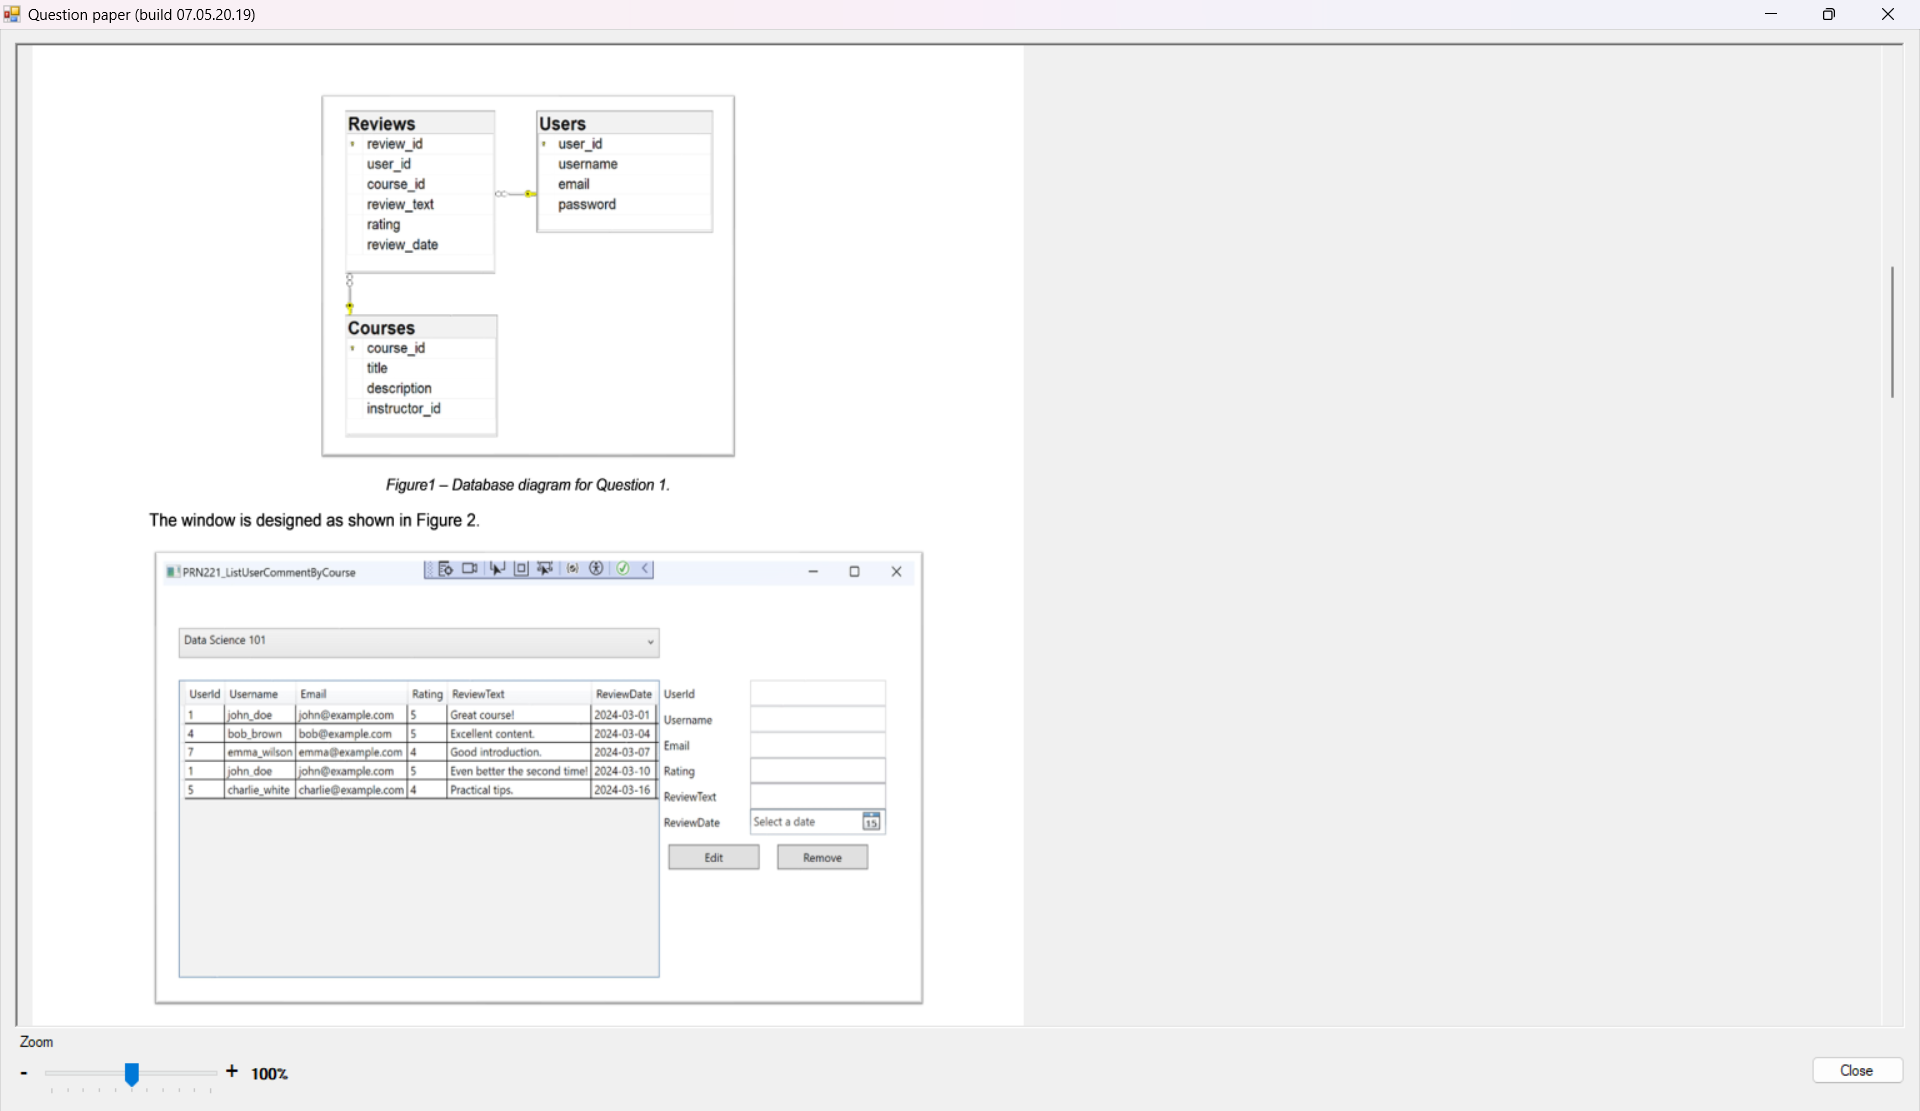 Question paper (build 07.05.20.19)
Reviews
review_id
user_id
course_id
review_text
rating
review_date
Users
user_id
username
email
password
Courses
course_id
title
description
instructor_id
Figure1 – Database diagram for Question 1.
The window is designed as shown in Figure 2.
PRN221_ListUserCommentByCourse
Data Science 101
UserId Username Email Rating ReviewText ReviewDate
1 john_doe john@example.com 5 Great course! 2024-03-01
4 bob_brown bob@example.com 5 Excellent content. 2024-03-04
7 emma_wilson emma@example.com 4 Good introduction. 2024-03-07
1 john_doe john@example.com 5 Even better the second time! 2024-03-10
5 charlie_white charlie@example.com 4 Practical tips. 2024-03-16
UserId
Username
Email
Rating
ReviewText
ReviewDate Select a date 15
Edit Remove
Zoom
- + 100%
Close